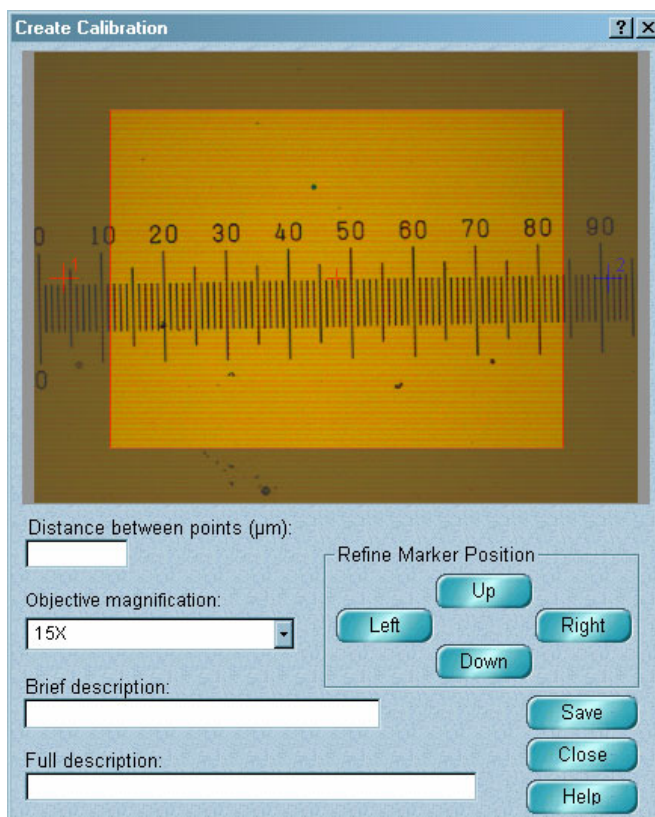 Create Calibration
? X
0 10 20 30 40 50 60 70 80 90
1 2
0
Distance between points (µm):
Refine Marker Position
Up
Objective magnification:
Left Right
15X
Down
Brief description:
Save
Full description:
Close
Help